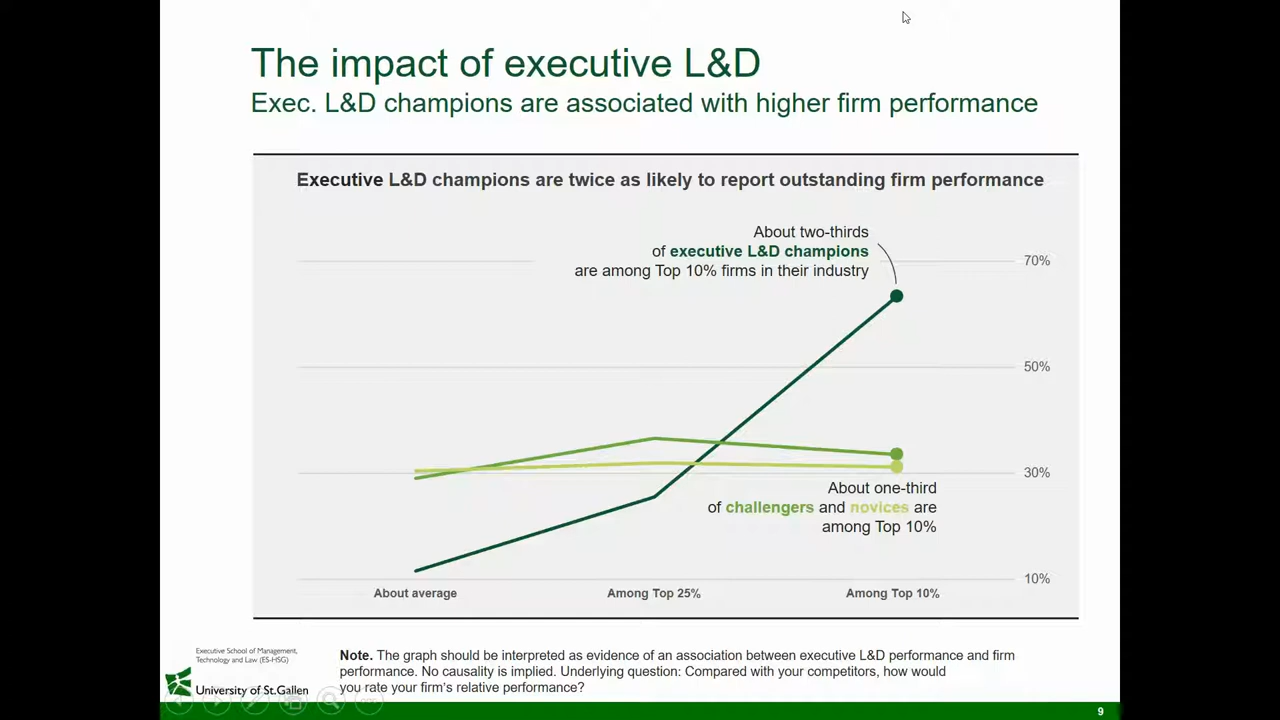 The impact of executive L&D
Exec. L&D champions are associated with higher firm performance
Executive L&D champions are twice as likely to report outstanding firm performance
About two-thirds
of executive L&D champions
are among Top 10% firms in their industry
70%
50%
30%
About one-third
of challengers and novices are
among Top 10%
10%
About average
Among Top 25%
Among Top 10%
Executive School of Management,
Technology and Law (ES-HSG)
University of St.Gallen
Note. The graph should be interpreted as evidence of an association between executive L&D performance and firm
performance. No causality is implied. Underlying question: Compared with your competitors, how would
you rate your firm's relative performance?
9